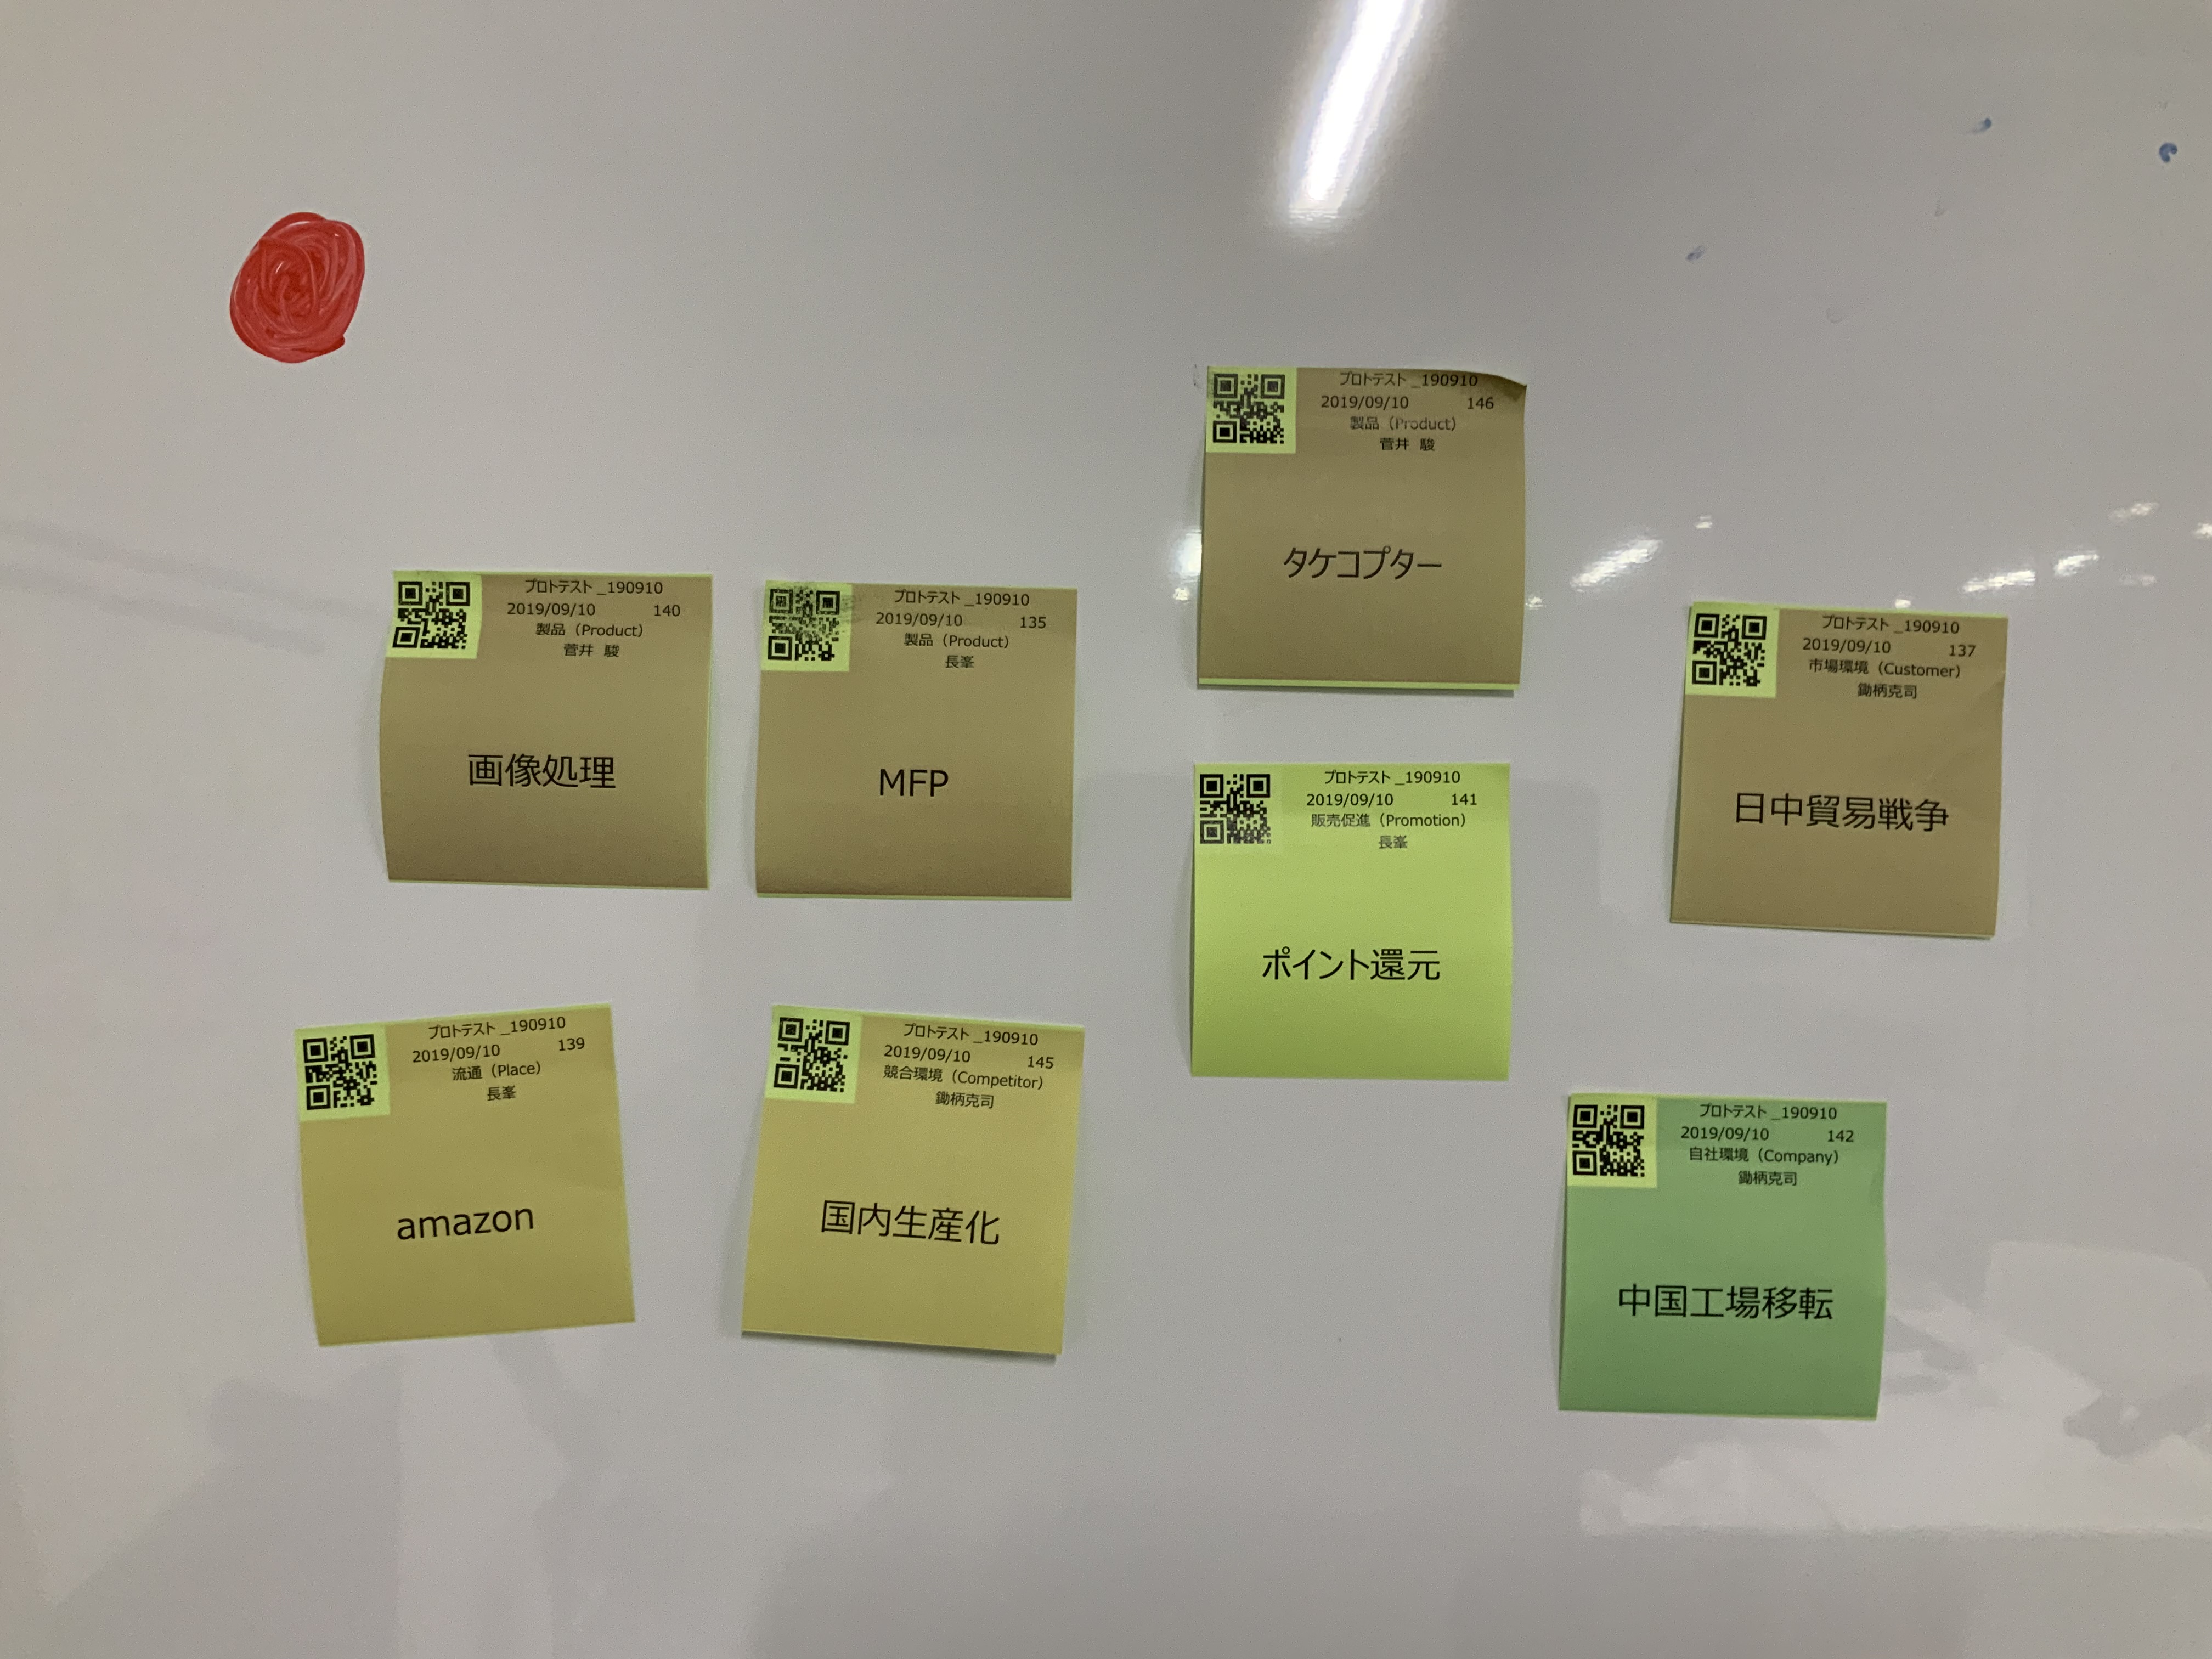 プロトテスト_190910
2019/09/10 146
製品（Product）
菅井 駿
タケコプター
プロトテスト_190910
2019/09/10 140
製品（Product）
菅井 駿
画像処理
プロトテスト_190910
2019/09/10 135
製品（Product）
長峯
MFP
プロトテスト_190910
2019/09/10 137
市場環境（Customer）
鋤柄克司
日中貿易戦争
プロトテスト_190910
2019/09/10 141
販売促進（Promotion）
長峯
ポイント還元
プロトテスト_190910
2019/09/10 139
流通（Place）
長峯
amazon
プロトテスト_190910
2019/09/10 145
競合環境（Competitor）
鋤柄克司
国内生産化
プロトテスト_190910
2019/09/10 142
自社環境（Company）
鋤柄克司
中国工場移転